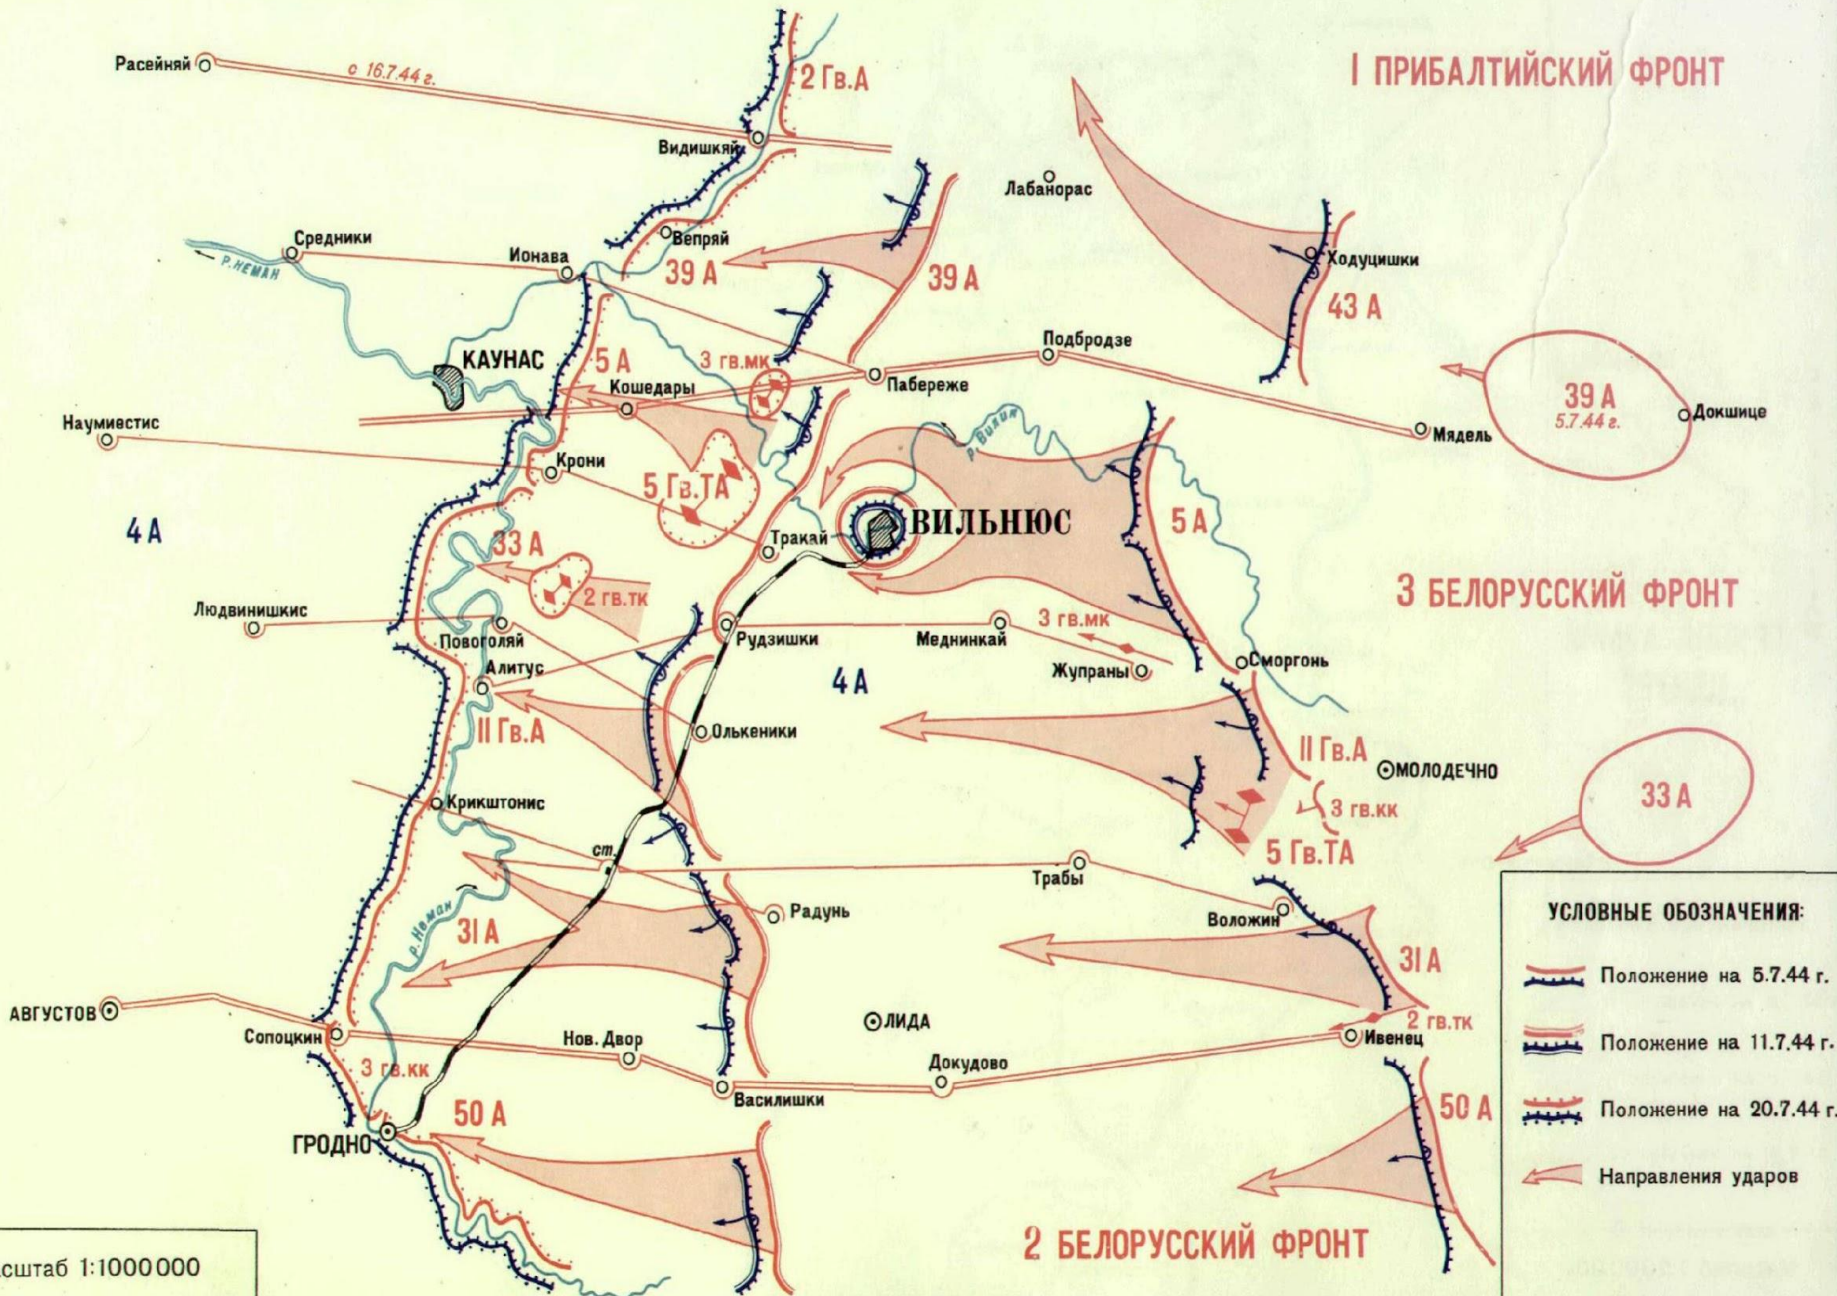 Расейняй
с 16.7.44 г.
2 Гв.А
I ПРИБАЛТИЙСКИЙ ФРОНТ
Видишкяй
Лабанорас
Средники
Р.НЕМАН
Ионава
Вепряй
39 А
39 А
Ходуцишки
43 А
КАУНАС
5 А
3 гв.мк
Кошедары
Подбродзе
Пабереже
39 А
5.7.44 г.
Докшице
Мядель
Наумиестис
р. Вилия
Крони
5 Гв.ТА
4 А
ВИЛЬНЮС
5 А
33 А
Тракай
2 гв.тк
3 БЕЛОРУССКИЙ ФРОНТ
Людвинишкис
Повоголяй
Рудзишки
Меднинкай
3 гв.мк
Жупраны
Сморгонь
Алитус
4 А
II Гв.А
Олькеники
II Гв.А
МОЛОДЕЧНО
Крикштонис
3 гв.кк
33 А
5 Гв.ТА
ст.
Трабы
Радунь
Воложин
р. Неман
31 А
31 А
АВГУСТОВ
Сопоцкин
Нов. Двор
ЛИДА
2 гв.тк
Ивенец
3 гв.кк
Докудово
Василишки
50 А
50 А
ГРОДНО
2 БЕЛОРУССКИЙ ФРОНТ
сштаб 1:1000000
УСЛОВНЫЕ ОБОЗНАЧЕНИЯ:
Положение на 5.7.44 г.
Положение на 11.7.44 г.
Положение на 20.7.44 г.
Направления ударов